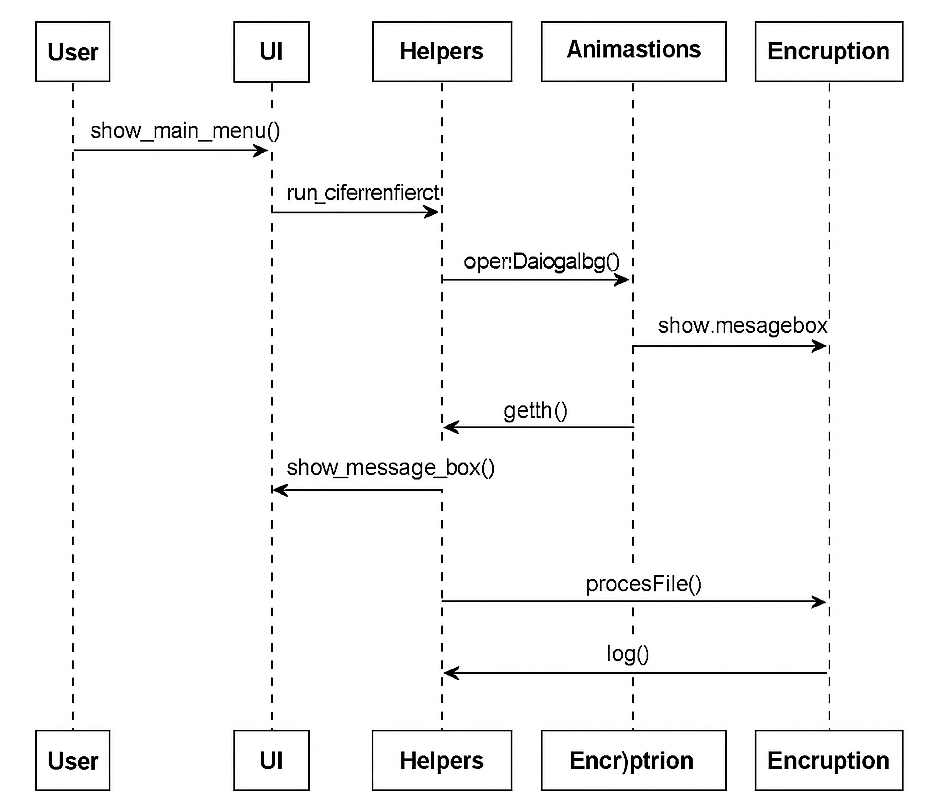 User
UI
Helpers
Animastions
Encruption
show_main_menu()
run_ciferrenfierct
oper:Daiogalbg()
show.mesagebox
getth()
show_message_box()
procesFile()
log()
User
UI
Helpers
Encr)ptrion
Encruption